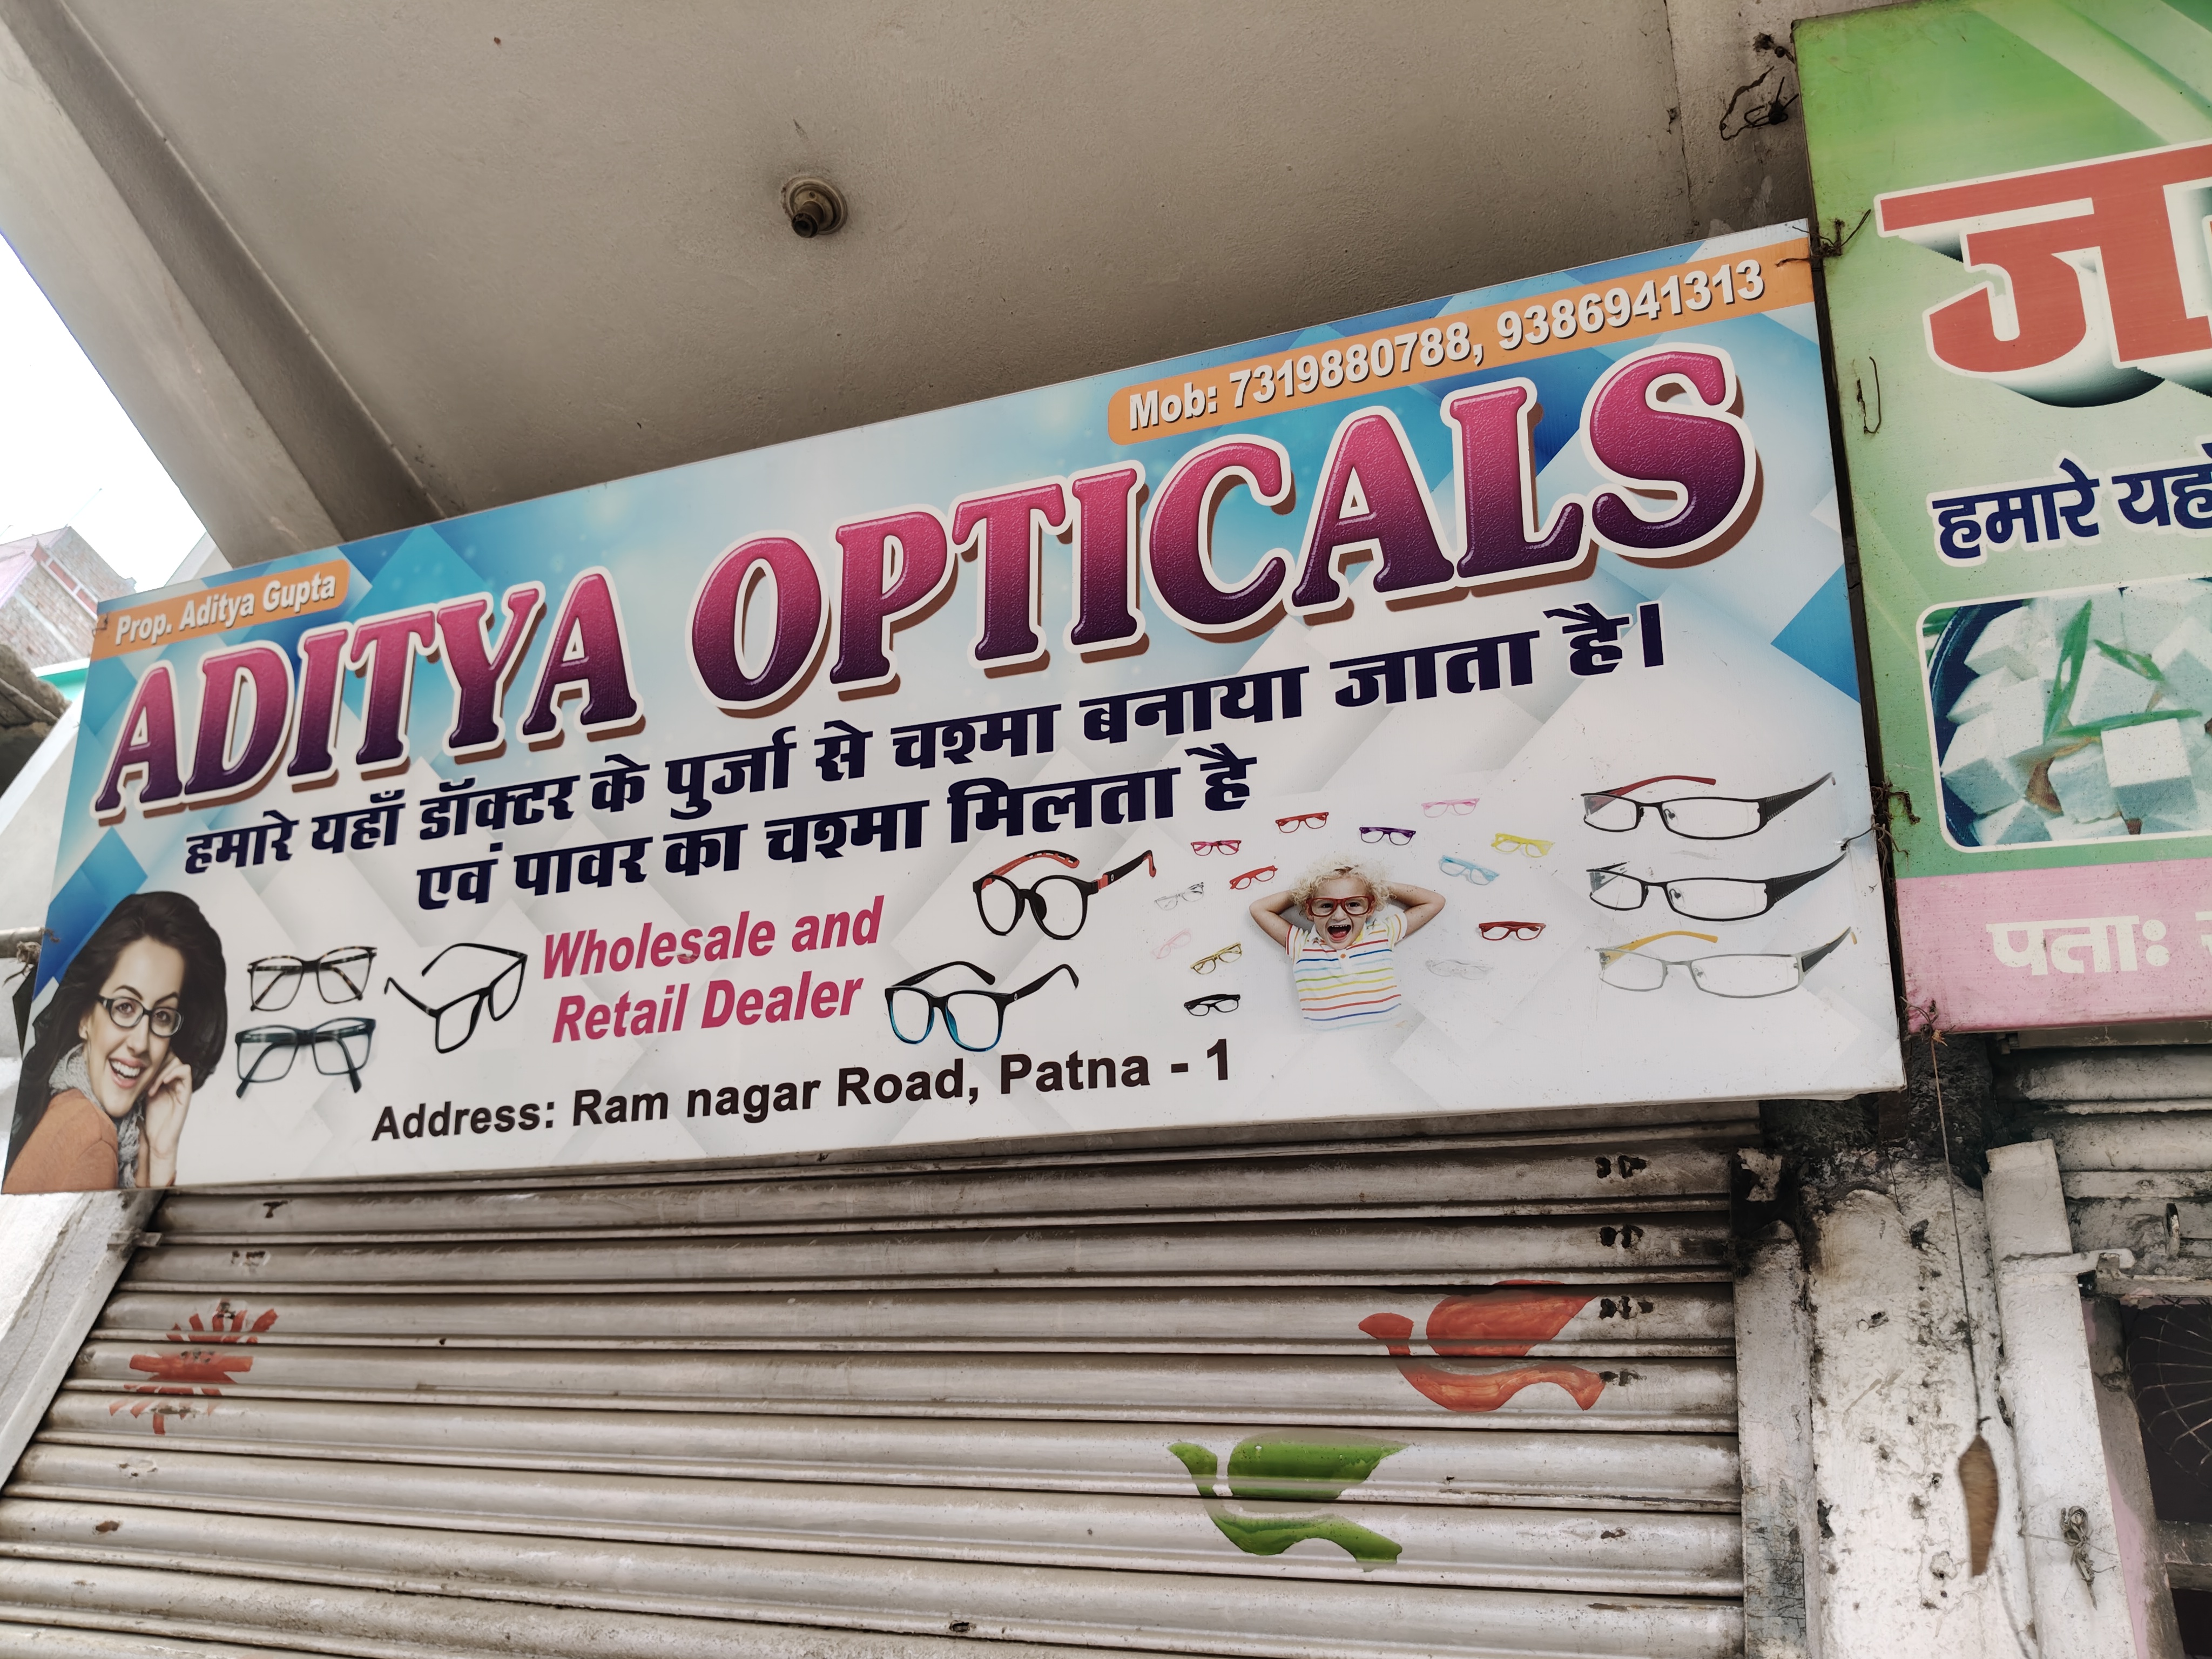 Prop. Aditya Gupta
Mob: 7319880788, 9386941313
ADITYA OPTICALS
हमारे यहाँ डॉक्टर के पुर्जा से चश्मा बनाया जाता है।
एवं पावर का चश्मा मिलता है
Wholesale and
Retail Dealer
Address: Ram nagar Road, Patna - 1
हमारे
पताः